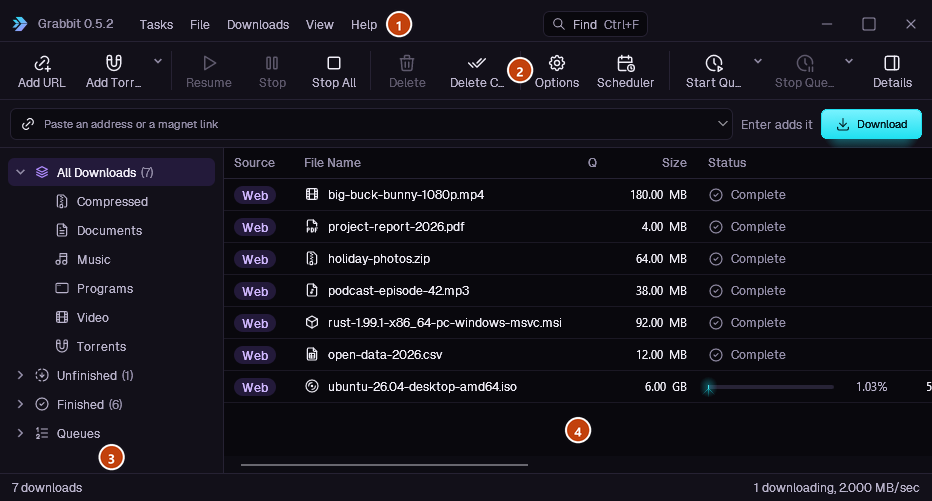 Grabbit 0.5.2 Tasks File Downloads View Help 1 Find Ctrl+F
Add URL Add Torr... Resume Stop Stop All Delete Delete C... 2 Options Scheduler Start Qu... Stop Que... Details
Paste an address or a magnet link Enter adds it Download
All Downloads (7)
Compressed
Documents
Music
Programs
Video
Torrents
Unfinished (1)
Finished (6)
Queues
3
Source File Name Q Size Status
Web big-buck-bunny-1080p.mp4 180.00 MB Complete
Web project-report-2026.pdf 4.00 MB Complete
Web holiday-photos.zip 64.00 MB Complete
Web podcast-episode-42.mp3 38.00 MB Complete
Web rust-1.99.1-x86_64-pc-windows-msvc.msi 92.00 MB Complete
Web open-data-2026.csv 12.00 MB Complete
Web ubuntu-26.04-desktop-amd64.iso 6.00 GB 1.03% 5
4
7 downloads 1 downloading, 2.000 MB/sec